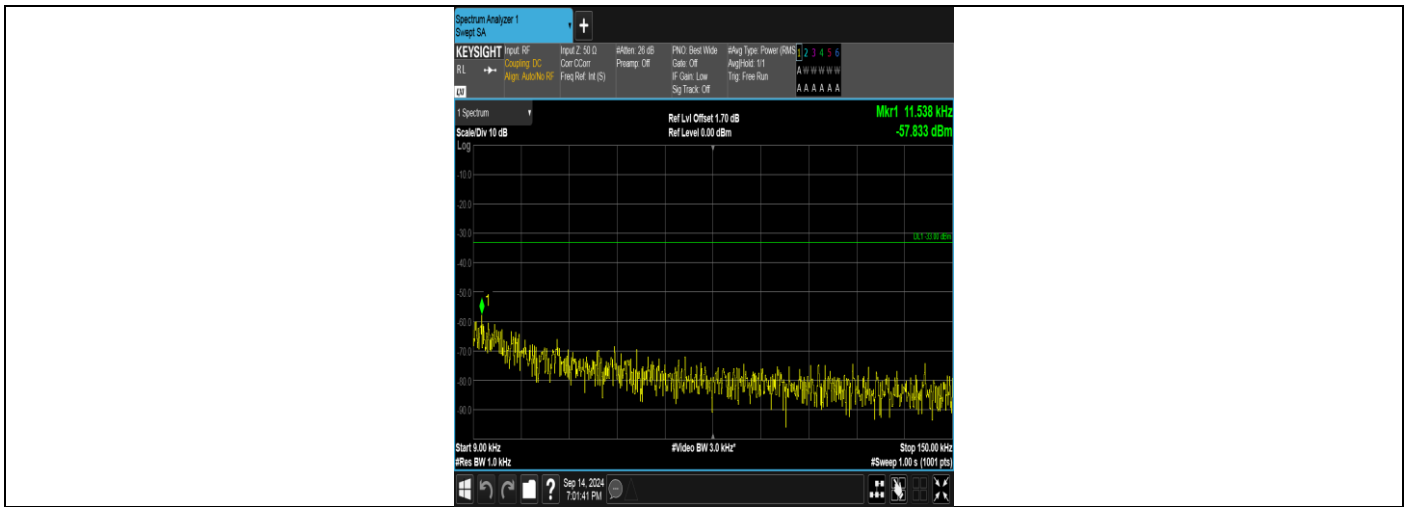 Spectrum Analyzer 1
Swept SA
+
KEYSIGHT Input: RF Input Z: 50 Ω #Atten: 26 dB PNO: Best Wide #Avg Type: Power (RMS 1 2 3 4 5 6
RL Coupling: DC Corr CCorr Preamp: Off Gate: Off Avg|Hold: 1/1 A W W W W W
Align: Auto/No RF Freq Ref: Int (S) IF Gain: Low Trig: Free Run
LXI Sig Track: Off A A A A A A
1 Spectrum Ref Lvl Offset 1.70 dB Mkr1 11.538 kHz
Scale/Div 10 dB Ref Level 0.00 dBm -57.833 dBm
Log
-10.0
-20.0
-30.0
DL1 -33.00 dBm
-40.0
-50.0
1
-60.0
-70.0
-80.0
-90.0
Start 9.00 kHz #Video BW 3.0 kHz* Stop 150.00 kHz
#Res BW 1.0 kHz #Sweep 1.00 s (1001 pts)
? Sep 14, 2024
7:01:41 PM